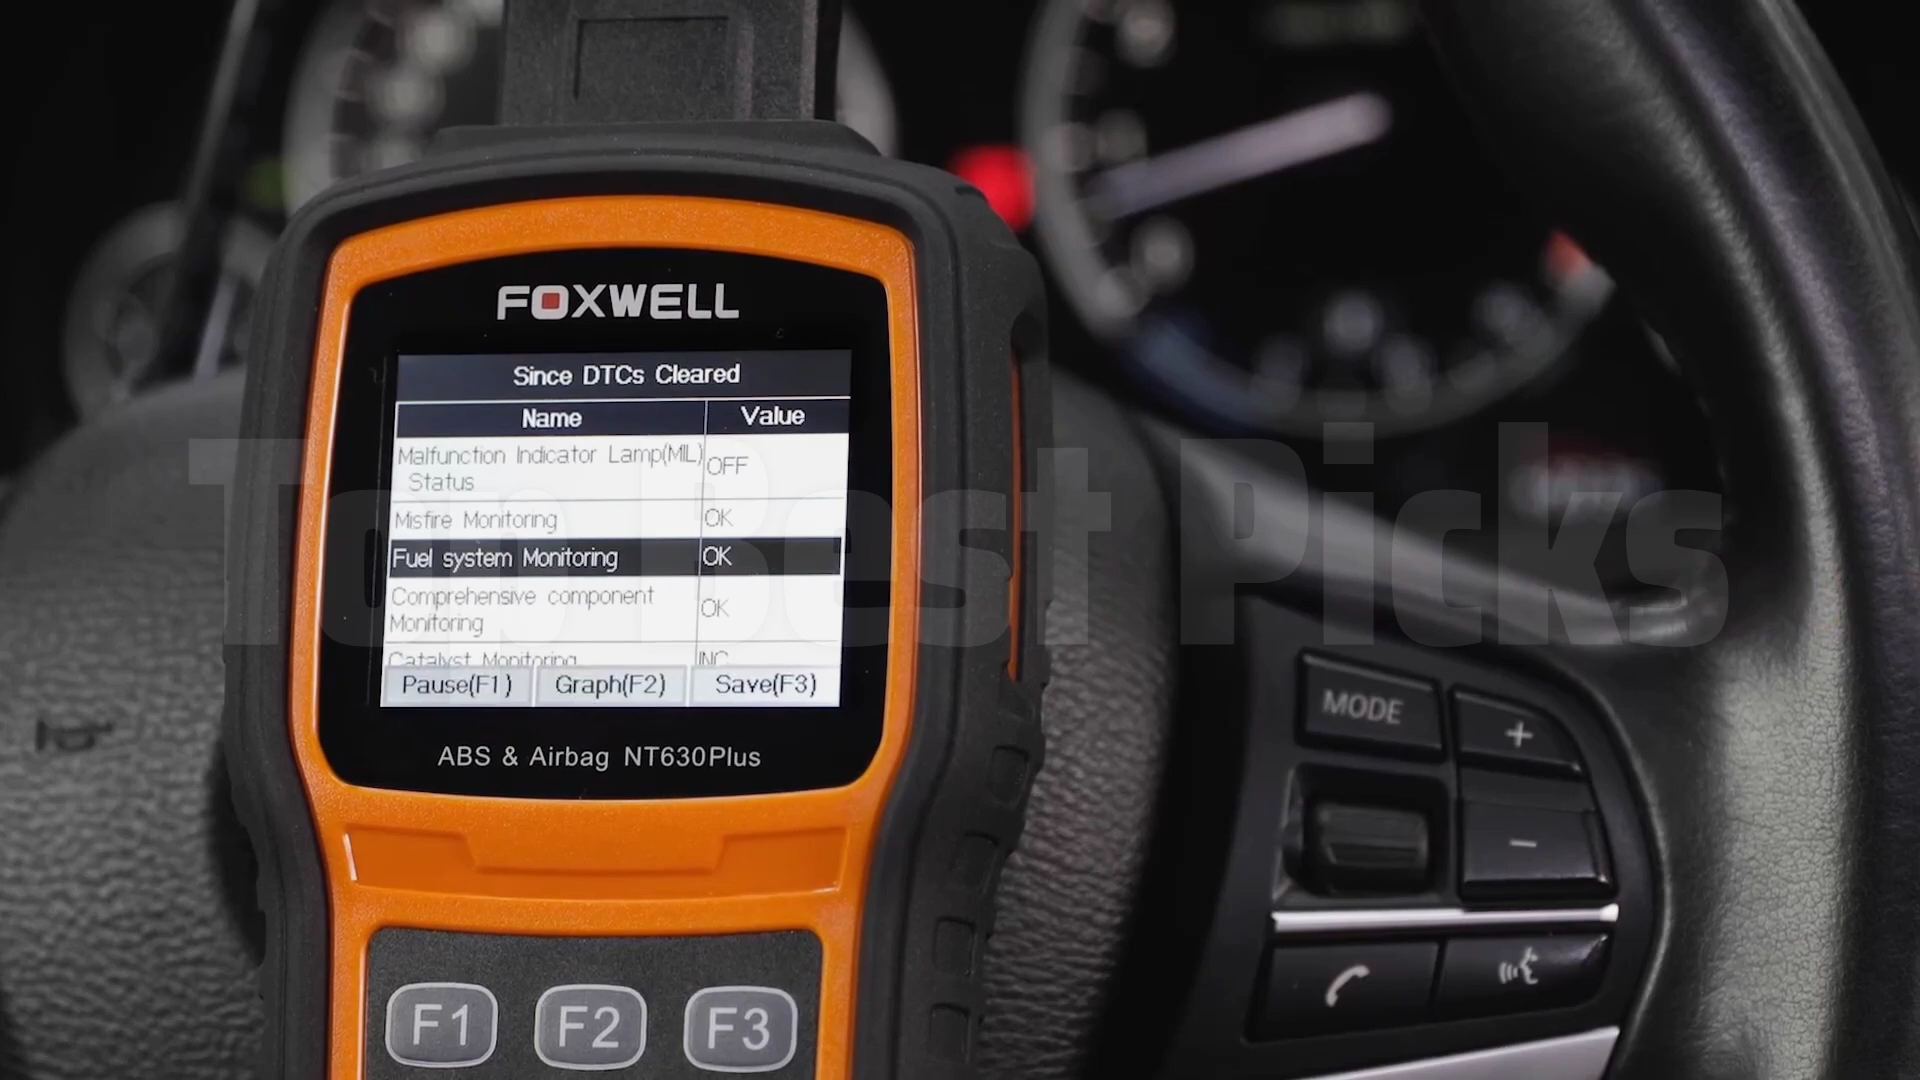 FOXWELL
Since DTCs Cleared
Name Value
Malfunction Indicator Lamp(MIL) OFF
Status
Misfire Monitoring OK
Fuel system Monitoring OK
Comprehensive component OK
Monitoring
Catalyst Monitoring INC
Pause(F1) Graph(F2) Save(F3)
ABS & Airbag NT630Plus
F1 F2 F3
Top Best Picks
MODE
+
-